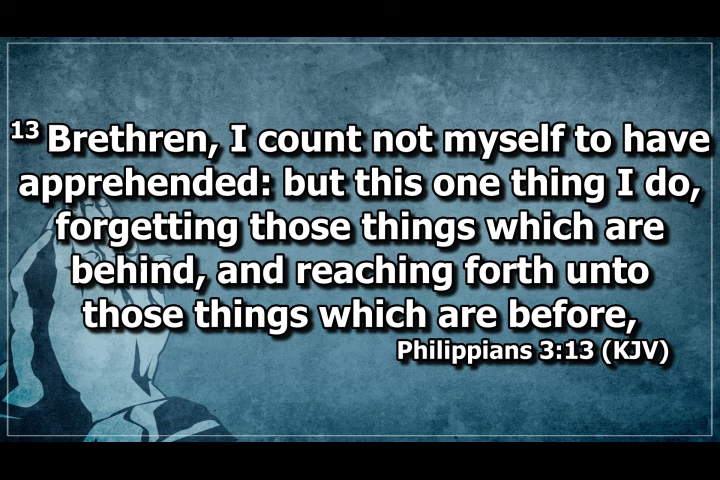 13 Brethren, I count not myself to have
apprehended: but this one thing I do,
forgetting those things which are
behind, and reaching forth unto
those things which are before,
Philippians 3:13 (KJV)